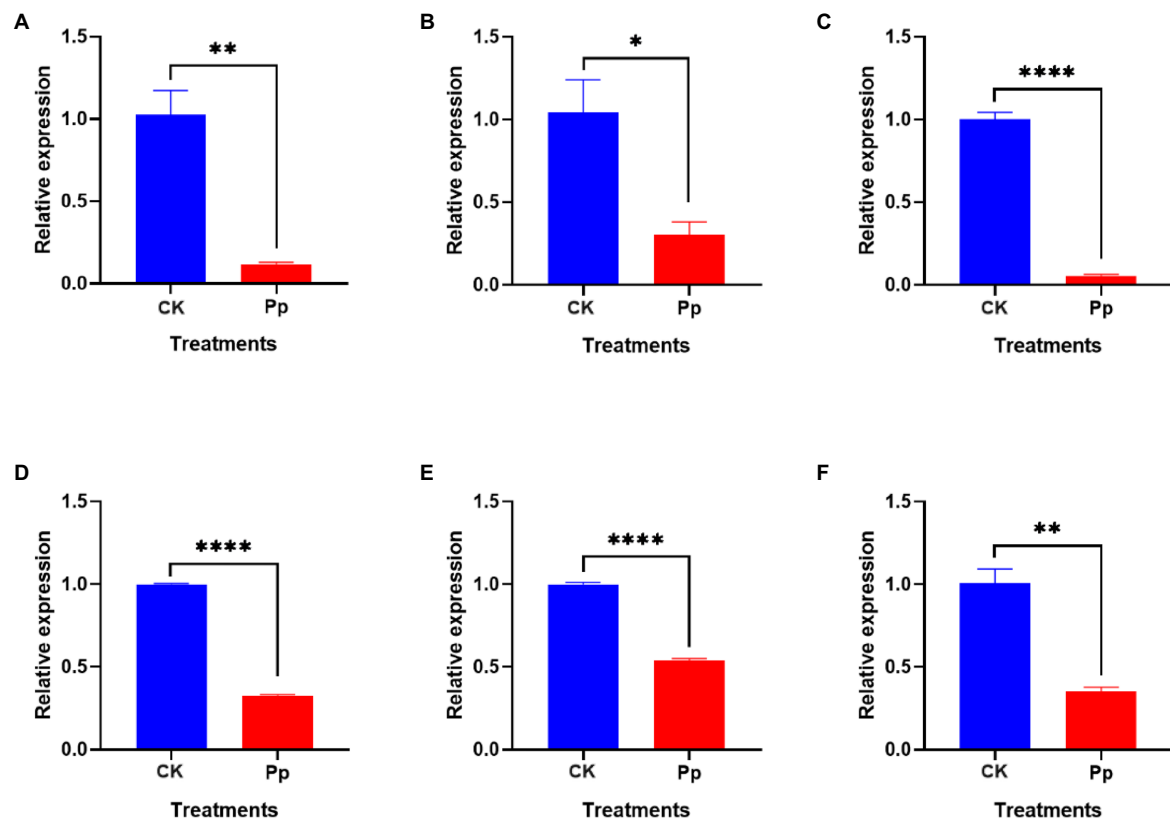 A
B
C
Relative expression
1.5
1.0
0.5
0.0
**
CK
Pp
Treatments
Relative expression
1.5
1.0
0.5
0.0
*
CK
Pp
Treatments
Relative expression
1.5
1.0
0.5
0.0
****
CK
Pp
Treatments
D
E
F
Relative expression
1.5
1.0
0.5
0.0
****
CK
Pp
Treatments
Relative expression
1.5
1.0
0.5
0.0
****
CK
Pp
Treatments
Relative expression
1.5
1.0
0.5
0.0
**
CK
Pp
Treatments